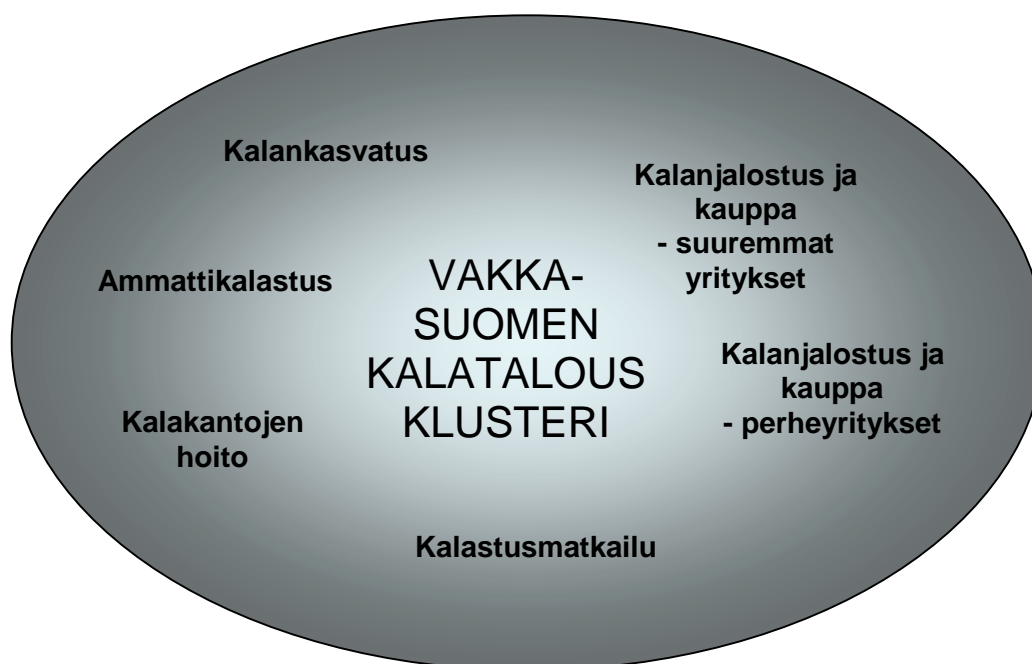 Kalankasvatus
Kalanjalostus ja
kauppa
- suuremmat
yritykset
Ammattikalastus
VAKKA-
SUOMEN
KALATALOUS
KLUSTERI
Kalanjalostus ja
kauppa
- perheyritykset
Kalakantojen
hoito
Kalastusmatkailu